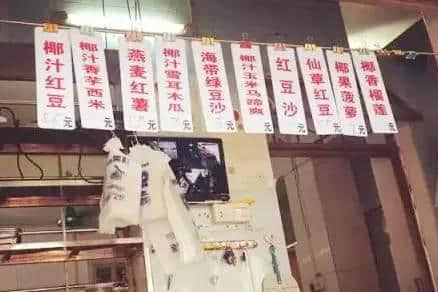 椰汁红豆
元
椰汁香芋西米
元
燕麦红薯
元
椰汁雪耳木瓜
元
海带绿豆沙
元
椰汁玉米马蹄爽
元
红豆沙
元
仙草红豆
元
椰果菠萝
元
椰香榴莲
元